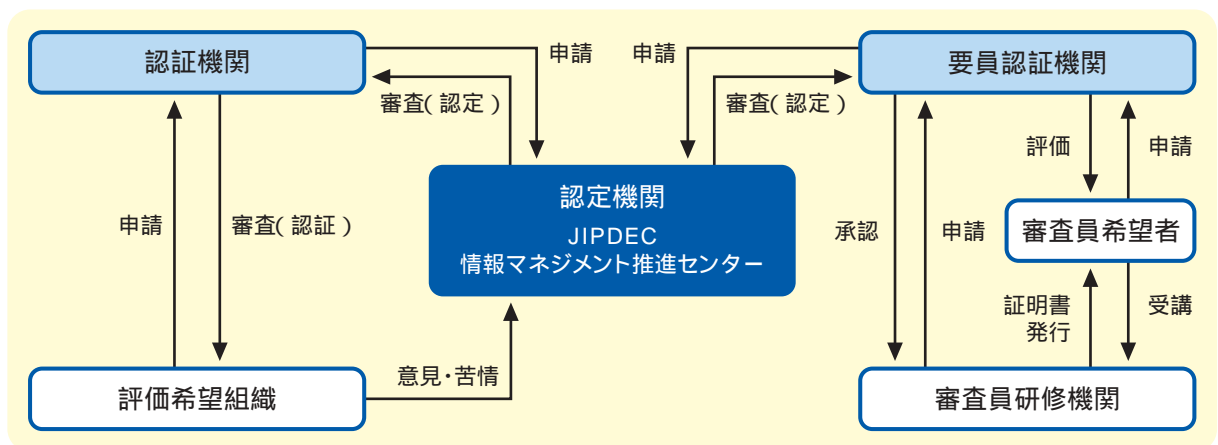 認証機関
申請
申請
要員認証機関
審査(認定)
審査(認定)
評価
申請
認定機関
JIPDEC
情報マネジメント推進センター
申請
審査(認証)
承認
申請
審査員希望者
証明書
発行
受講
意見・苦情
評価希望組織
審査員研修機関